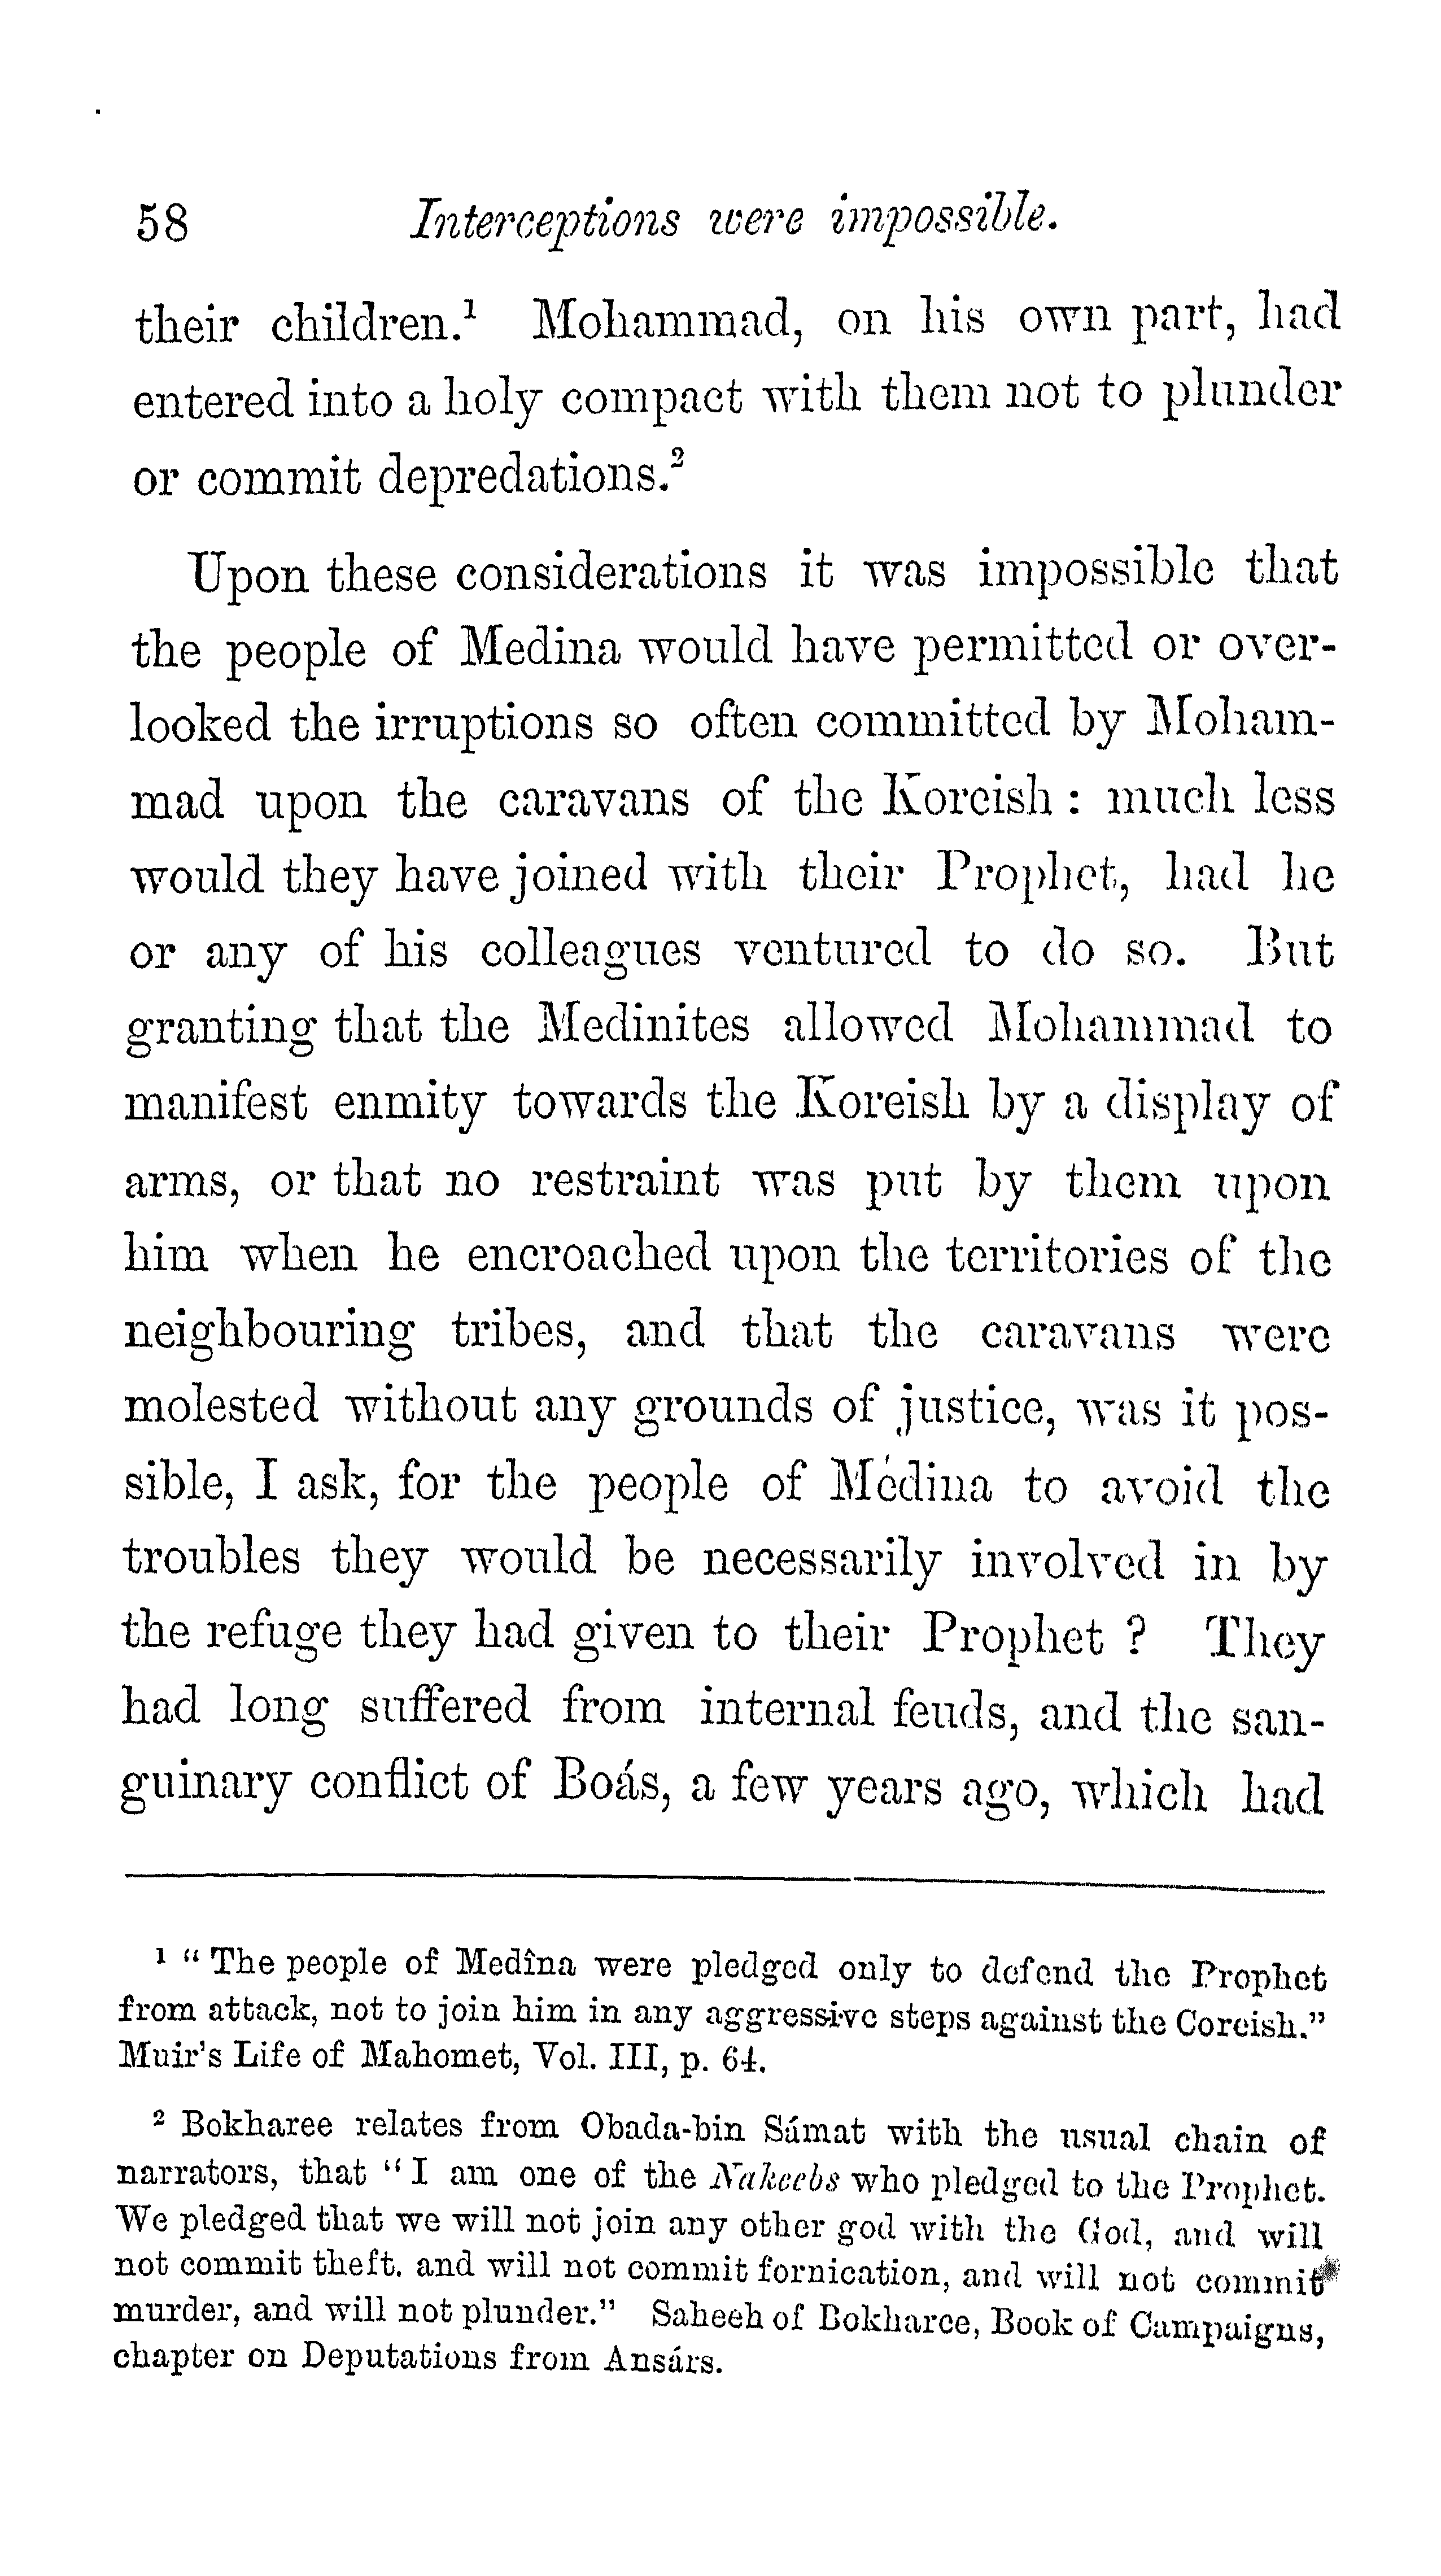 58 Interceptions were impossible.
their children.¹ Mohammad, on his own part, had
entered into a holy compact with them not to plunder
or commit depredations.²
Upon these considerations it was impossible that
the people of Medina would have permitted or over-
looked the irruptions so often committed by Moham-
mad upon the caravans of the Koreish : much less
would they have joined with their Prophet, had he
or any of his colleagues ventured to do so. But
granting that the Medinites allowed Mohammad to
manifest enmity towards the Koreish by a display of
arms, or that no restraint was put by them upon
him when he encroached upon the territories of the
neighbouring tribes, and that the caravans were
molested without any grounds of justice, was it pos-
sible, I ask, for the people of Medina to avoid the
troubles they would be necessarily involved in by
the refuge they had given to their Prophet ? They
had long suffered from internal feuds, and the san-
guinary conflict of Boás, a few years ago, which had
¹ “ The people of Medîna were pledged only to defend the Prophet
from attack, not to join him in any aggressive steps against the Coreish.”
Muir's Life of Mahomet, Vol. III, p. 64.
² Bokharee relates from Obada-bin Sámat with the usual chain of
narrators, that “ I am one of the Nakeebs who pledged to the Prophet.
We pledged that we will not join any other god with the God, and will
not commit theft. and will not commit fornication, and will not commit
murder, and will not plunder.” Saheeh of Bokharee, Book of Campaigns,
chapter on Deputations from Ansárs.